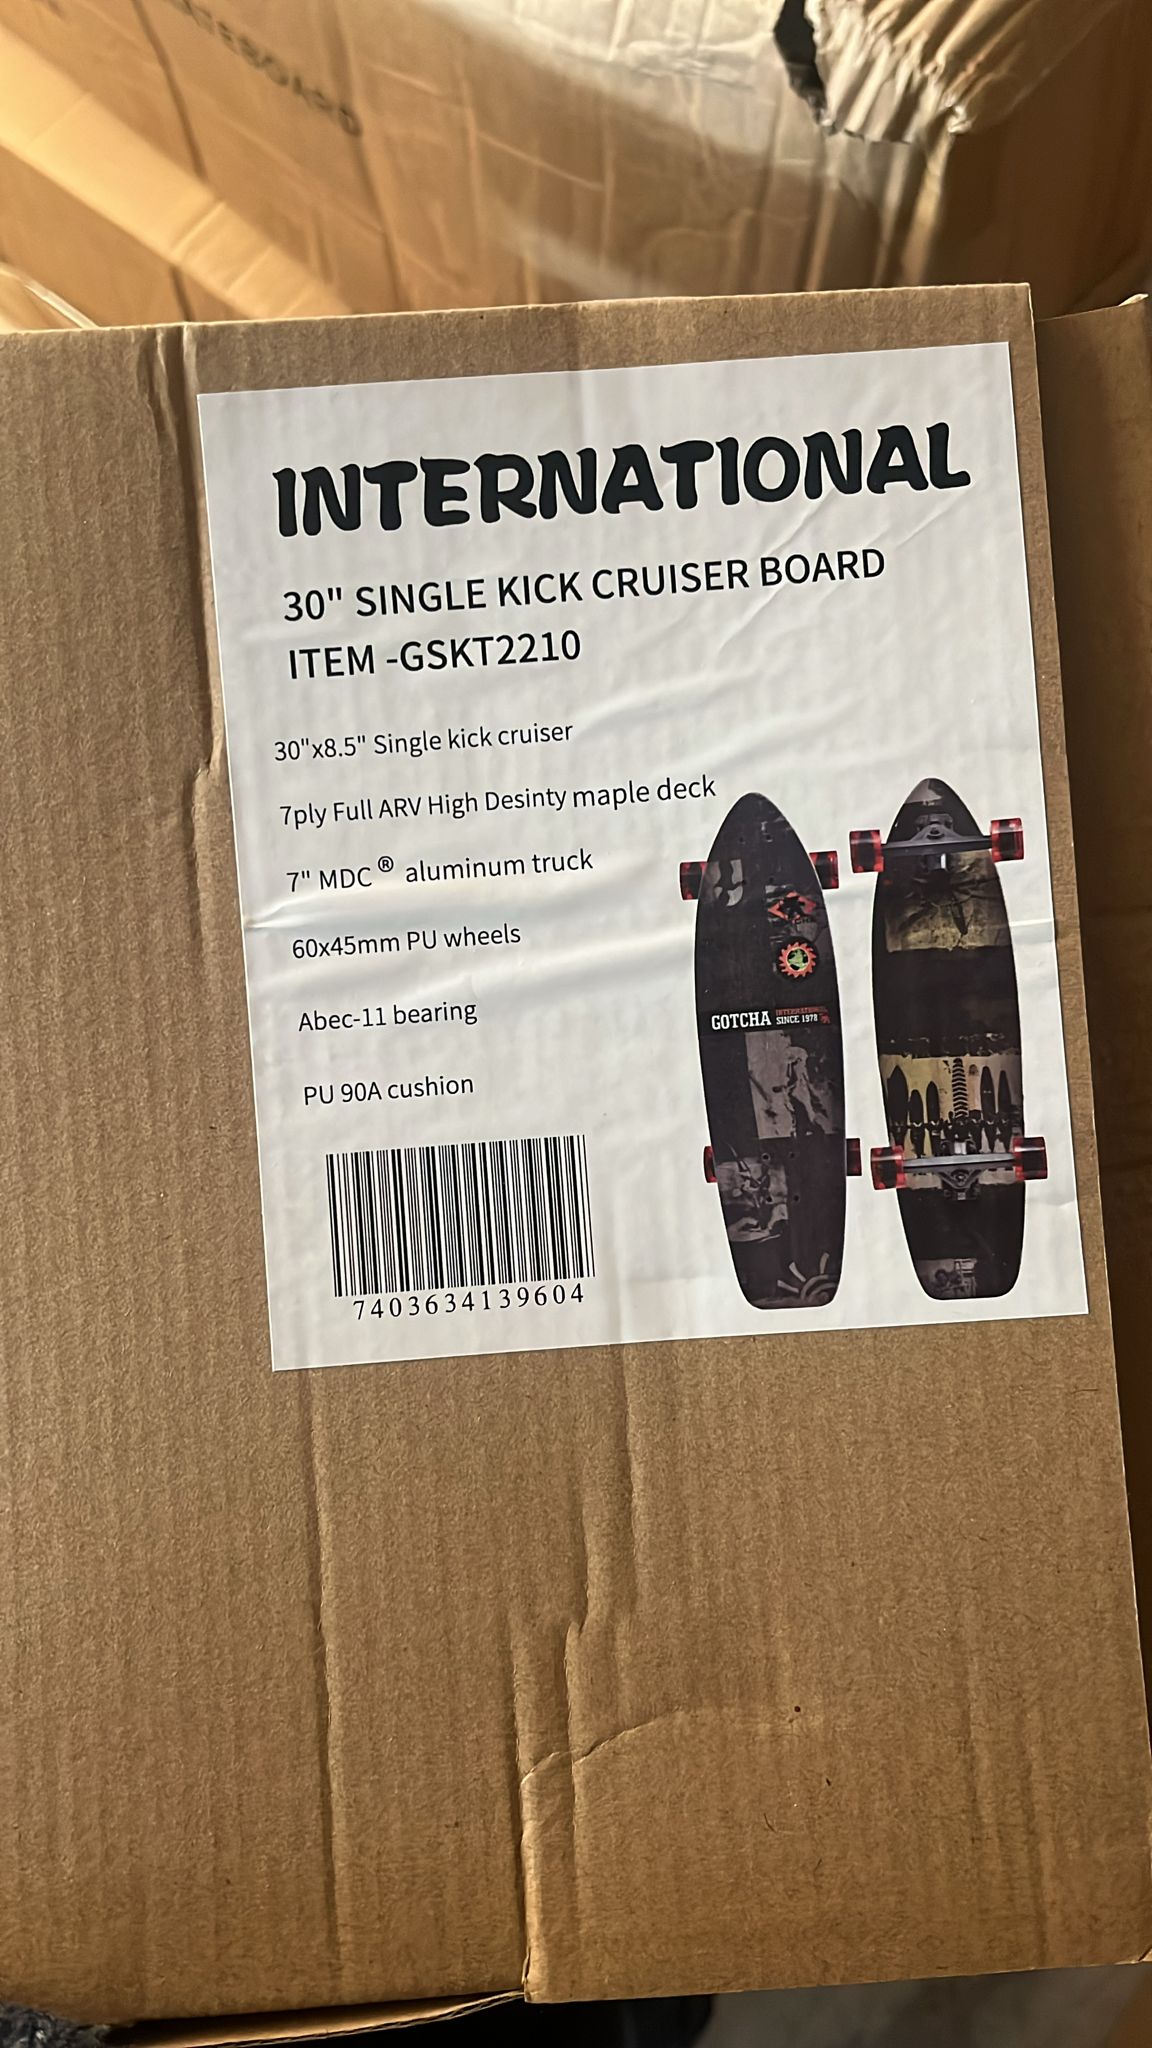 INTERNATIONAL
30" SINGLE KICK CRUISER BOARD
ITEM -GSKT2210
30"x8.5" Single kick cruiser
7ply Full ARV High Desinty maple deck
7" MDC® aluminum truck
60x45mm PU wheels
Abec-11 bearing
PU 90A cushion
GOTCHA
INTERNATIONAL
SINCE 1978
7403634139604